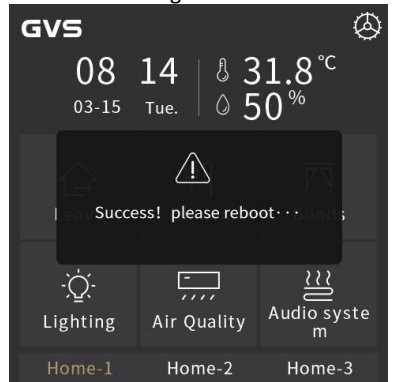 GVS
08 14
31.8°C
03-15 Tue.
50%
Success! please reboot···
Lighting
Air Quality
Audio syste
m
Home-1
Home-2
Home-3